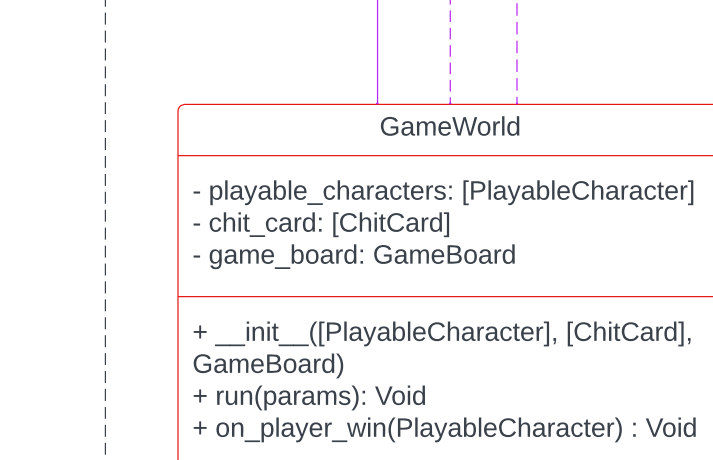 GameWorld
- playable_characters: [PlayableCharacter]
- chit_card: [ChitCard]
- game_board: GameBoard
+ __init__([PlayableCharacter], [ChitCard],
GameBoard)
+ run(params): Void
+ on_player_win(PlayableCharacter) : Void